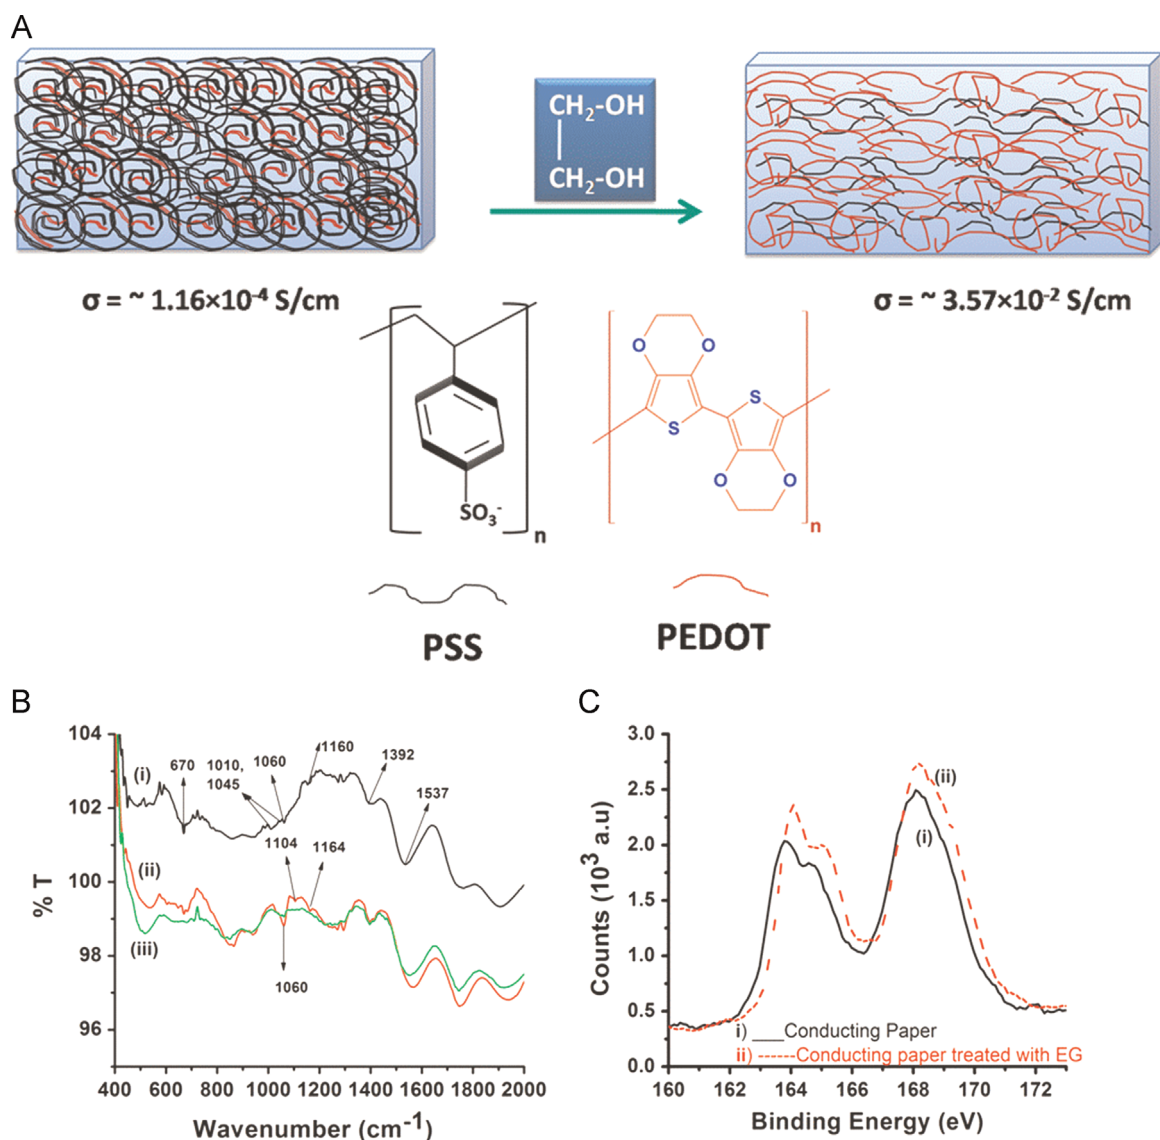 A
CH₂-OH
CH₂-OH
σ = ~ 1.16×10⁻⁴ S/cm
σ = ~ 3.57×10⁻² S/cm
SO₃⁻
n
O
O
S
S
O
O
n
PSS
PEDOT
B
% T
104
102
100
98
96
(i)
(ii)
(iii)
670
1010,
1045
1060
1160
1392
1537
1104
1164
1060
400 600 800 1000 1200 1400 1600 1800 2000
Wavenumber (cm⁻¹)
C
Counts (10³ a.u)
3.0
2.5
2.0
1.5
1.0
0.5
0.0
(ii)
(i)
i) ___Conducting Paper
ii) ------Conducting paper treated with EG
160 162 164 166 168 170 172
Binding Energy (eV)